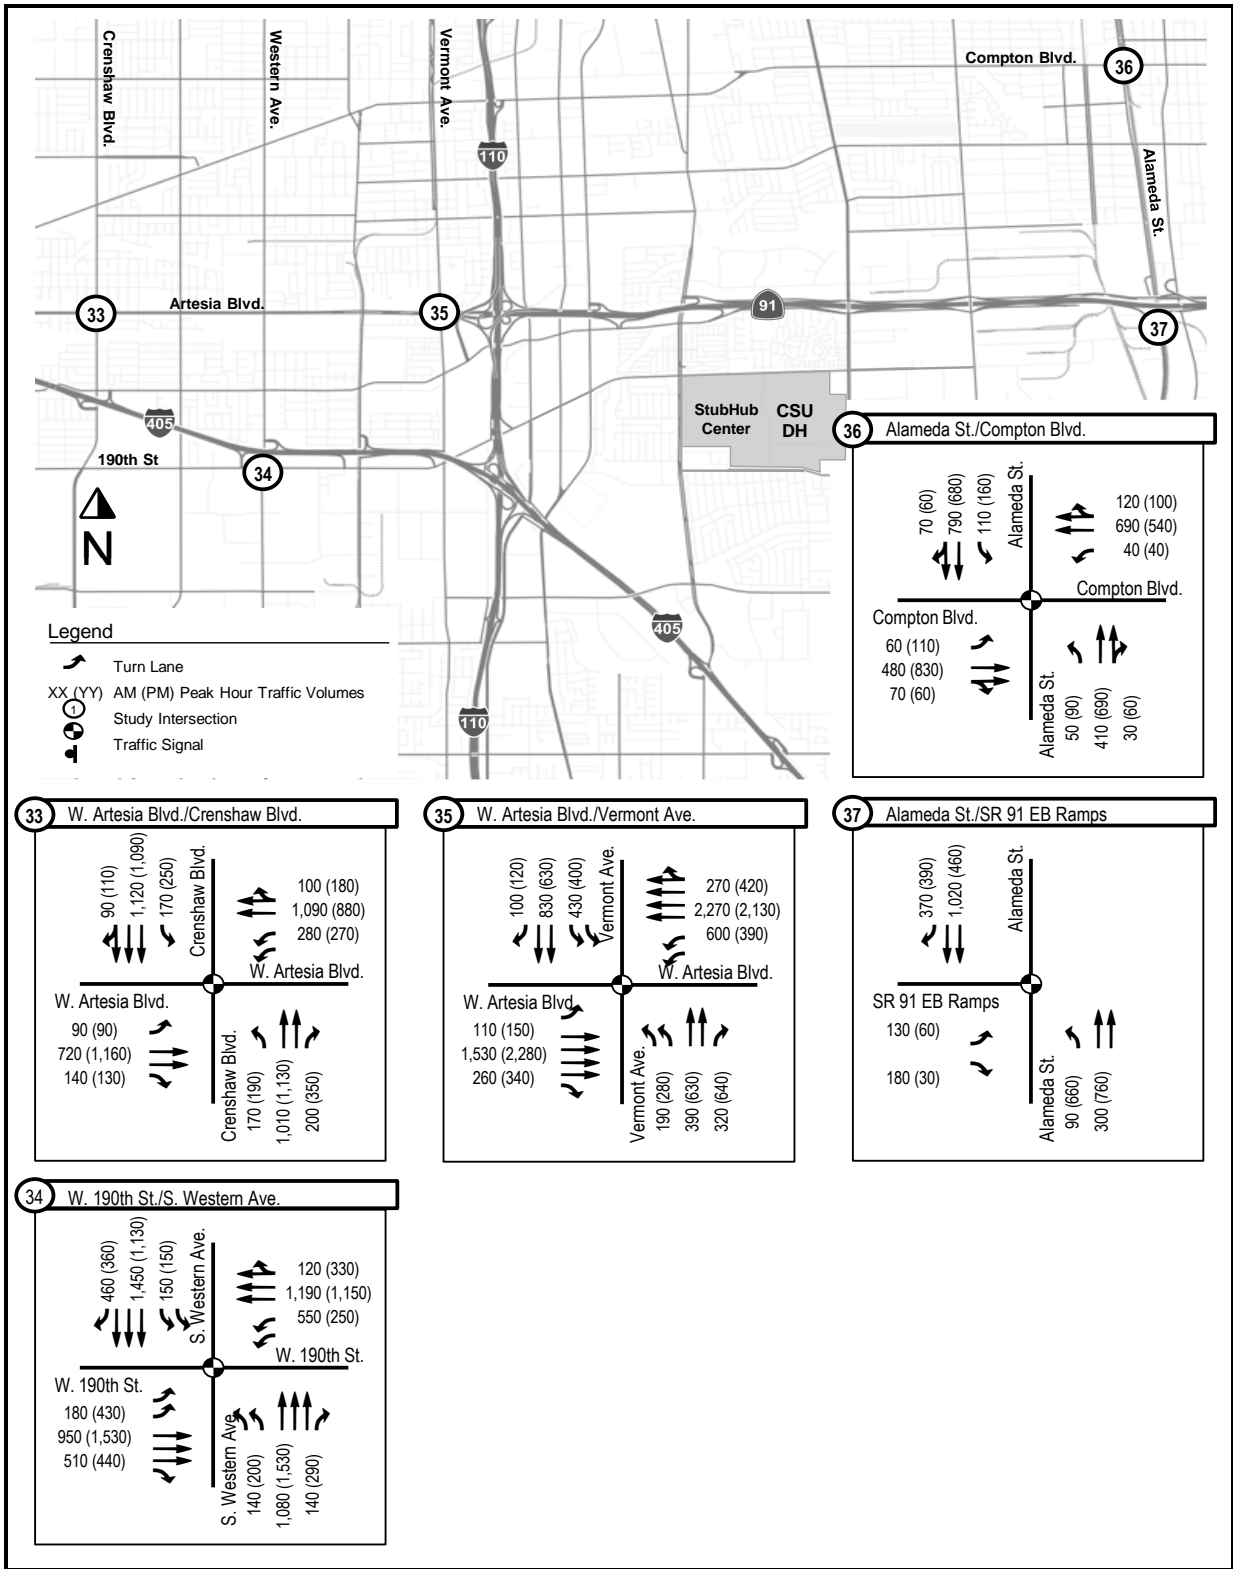 Crenshaw Blvd.
Western Ave.
Vermont Ave.
Compton Blvd.
36
110
Alameda St.
33
Artesia Blvd.
35
91
37
405
190th St
34
StubHub
Center
CSU
DH
N
405
110
Legend
Turn Lane
XX (YY) AM (PM) Peak Hour Traffic Volumes
1
Study Intersection
Traffic Signal
36 Alameda St./Compton Blvd.
70 (60)
790 (680)
110 (160)
Alameda St.
120 (100)
690 (540)
40 (40)
Compton Blvd.
Compton Blvd.
60 (110)
480 (830)
70 (60)
Alameda St.
50 (90)
410 (690)
30 (60)
33 W. Artesia Blvd./Crenshaw Blvd.
90 (110)
1,120 (1,090)
170 (250)
Crenshaw Blvd.
100 (180)
1,090 (880)
280 (270)
W. Artesia Blvd.
W. Artesia Blvd.
90 (90)
720 (1,160)
140 (130)
Crenshaw Blvd.
170 (190)
1,010 (1,130)
200 (350)
35 W. Artesia Blvd./Vermont Ave.
100 (120)
830 (630)
430 (400)
Vermont Ave.
270 (420)
2,270 (2,130)
600 (390)
W. Artesia Blvd.
W. Artesia Blvd.
110 (150)
1,530 (2,280)
260 (340)
Vermont Ave.
190 (280)
390 (630)
320 (640)
37 Alameda St./SR 91 EB Ramps
370 (390)
1,020 (460)
Alameda St.
SR 91 EB Ramps
130 (60)
180 (30)
Alameda St.
90 (660)
300 (760)
34 W. 190th St./S. Western Ave.
460 (360)
1,450 (1,130)
150 (150)
S. Western Ave.
120 (330)
1,190 (1,150)
550 (250)
W. 190th St.
W. 190th St.
180 (430)
950 (1,530)
510 (440)
S. Western Ave.
140 (200)
1,080 (1,530)
140 (290)